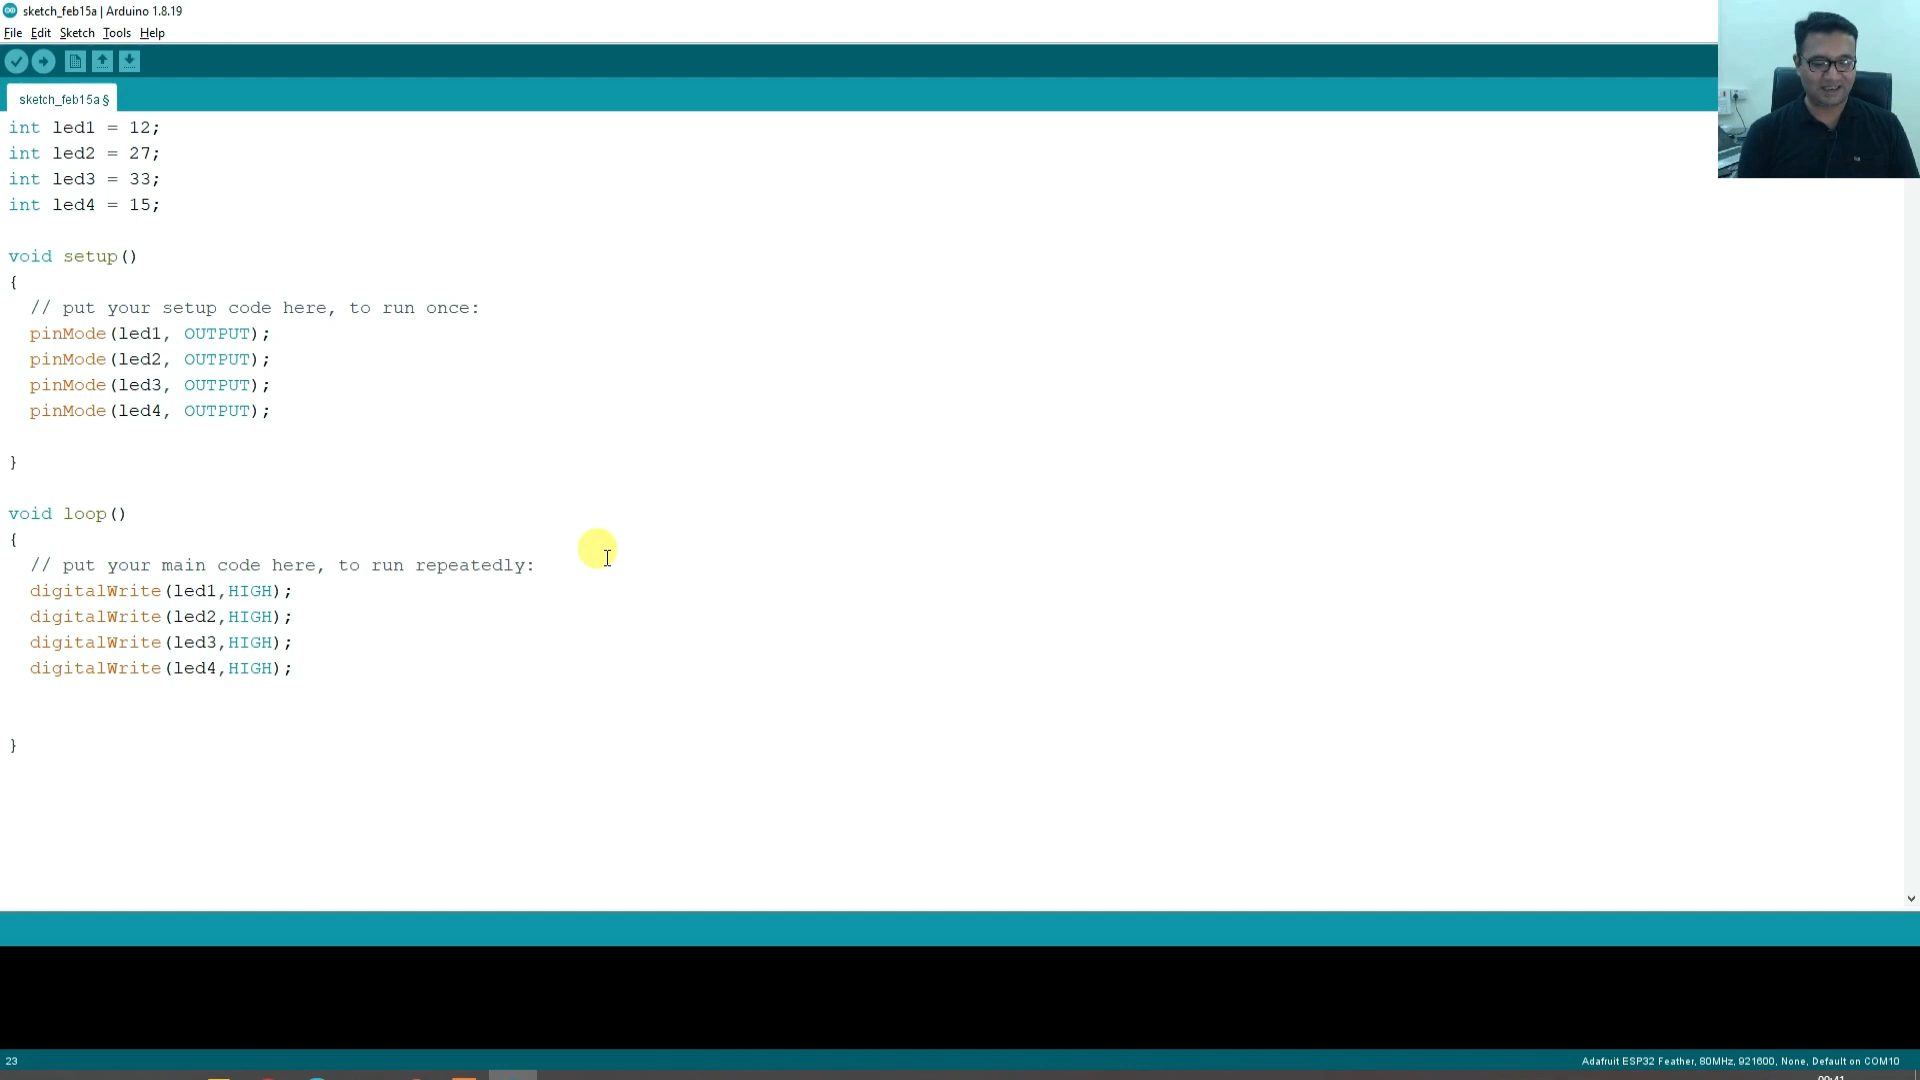 sketch_feb15a | Arduino 1.8.19
File Edit Sketch Tools Help
sketch_feb15a §
int led1 = 12;
int led2 = 27;
int led3 = 33;
int led4 = 15;
void setup()
{
// put your setup code here, to run once:
pinMode(led1, OUTPUT);
pinMode(led2, OUTPUT);
pinMode(led3, OUTPUT);
pinMode(led4, OUTPUT);
}
void loop()
{
// put your main code here, to run repeatedly:
digitalWrite(led1,HIGH);
digitalWrite(led2,HIGH);
digitalWrite(led3,HIGH);
digitalWrite(led4,HIGH);
}
23
Adafruit ESP32 Feather, 80MHz, 921600, None, Default on COM10